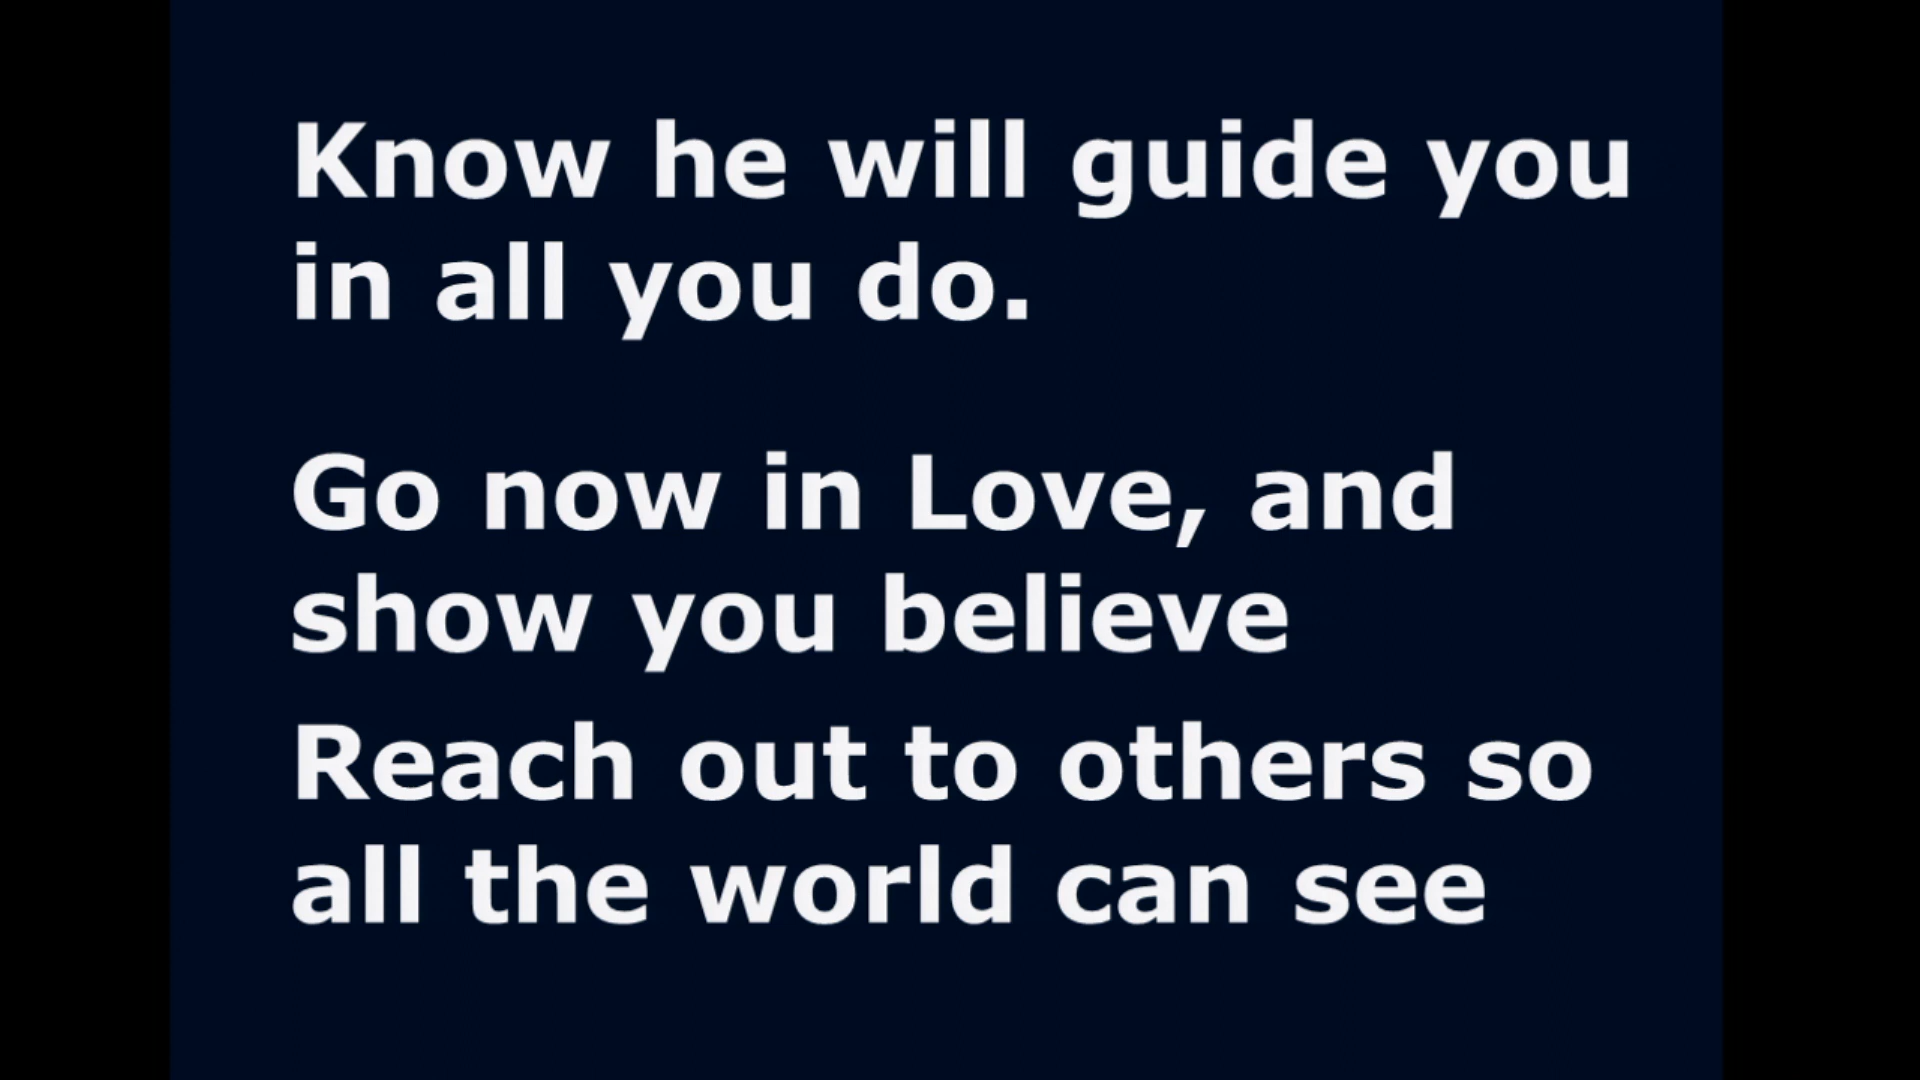 Know he will guide you
in all you do.
Go now in Love, and
show you believe
Reach out to others so
all the world can see